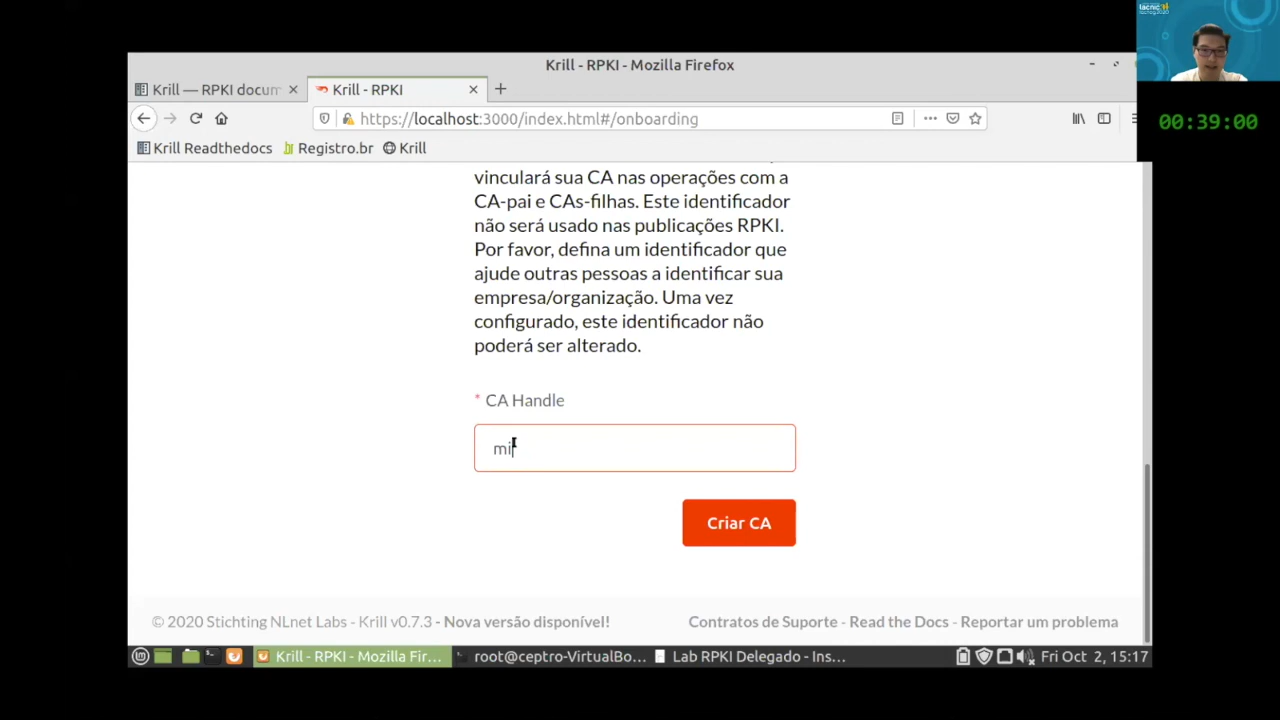 lacnic
Krill - RPKI - Mozilla Firefox
Krill — RPKI docum
Krill - RPKI
https://localhost:3000/index.html#/onboarding
00:39:00
Krill Readthedocs
Registro.br
Krill
vinculará sua CA nas operações com a
CA-pai e CAs-filhas. Este identificador
não será usado nas publicações RPKI.
Por favor, defina um identificador que
ajude outras pessoas a identificar sua
empresa/organização. Uma vez
configurado, este identificador não
poderá ser alterado.
* CA Handle
mi
Criar CA
© 2020 Stichting NLnet Labs - Krill v0.7.3 - Nova versão disponível!
Contratos de Suporte - Read the Docs - Reportar um problema
Krill - RPKI - Mozilla Fir...
root@ceptro-VirtualBo...
Lab RPKI Delegado - Ins...
Fri Oct 2, 15:17